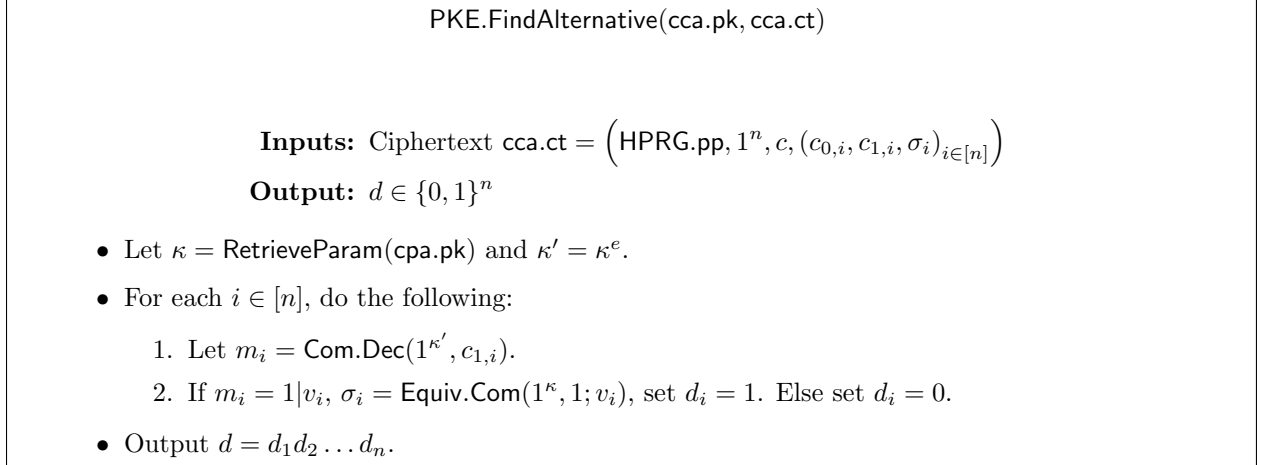 PKE.FindAlternative(cca.pk, cca.ct)
Inputs: Ciphertext cca.ct = (HPRG.pp, 1^n, c, (c_{0,i}, c_{1,i}, σ_i)_{i∈[n]})
Output: d ∈ {0, 1}^n
• Let κ = RetrieveParam(cpa.pk) and κ′ = κ^e.
• For each i ∈ [n], do the following:
1. Let m_i = Com.Dec(1^{κ′}, c_{1,i}).
2. If m_i = 1|v_i, σ_i = Equiv.Com(1^κ, 1; v_i), set d_i = 1. Else set d_i = 0.
• Output d = d_1d_2 . . . d_n.